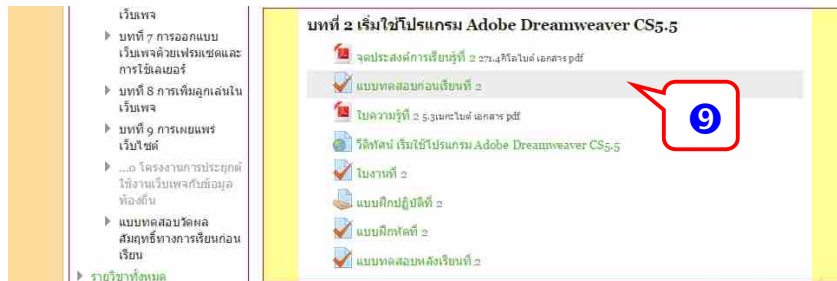 เว็บเพจ
บทที่ 7 การออกแบบ
เว็บเพจด้วยเฟรมเซตและ
การใช้เลเยอร์
บทที่ 8 การเพิ่มลูกเล่นใน
เว็บเพจ
บทที่ 9 การเผยแพร่
เว็บไซต์
...0 โครงงานการประยุกต์
ใช้งานเว็บเพจกับข้อมูล
ท้องถิ่น
แบบทดสอบวัดผล
สัมฤทธิ์ทางการเรียนก่อน
เรียน
รายวิชาทั้งหมด
บทที่ 2 เริ่มใช้โปรแกรม Adobe Dreamweaver CS5.5
จุดประสงค์การเรียนรู้ที่ 2 271.4กิโลไบต์ เอกสาร pdf
แบบทดสอบก่อนเรียนที่ 2
ใบความรู้ที่ 2 5.3เมกะไบต์ เอกสาร pdf
วีดิทัศน์ เริ่มใช้โปรแกรม Adobe Dreamweaver CS5.5
ใบงานที่ 2
แบบฝึกปฏิบัติที่ 2
แบบฝึกหัดที่ 2
แบบทดสอบหลังเรียนที่ 2
❾